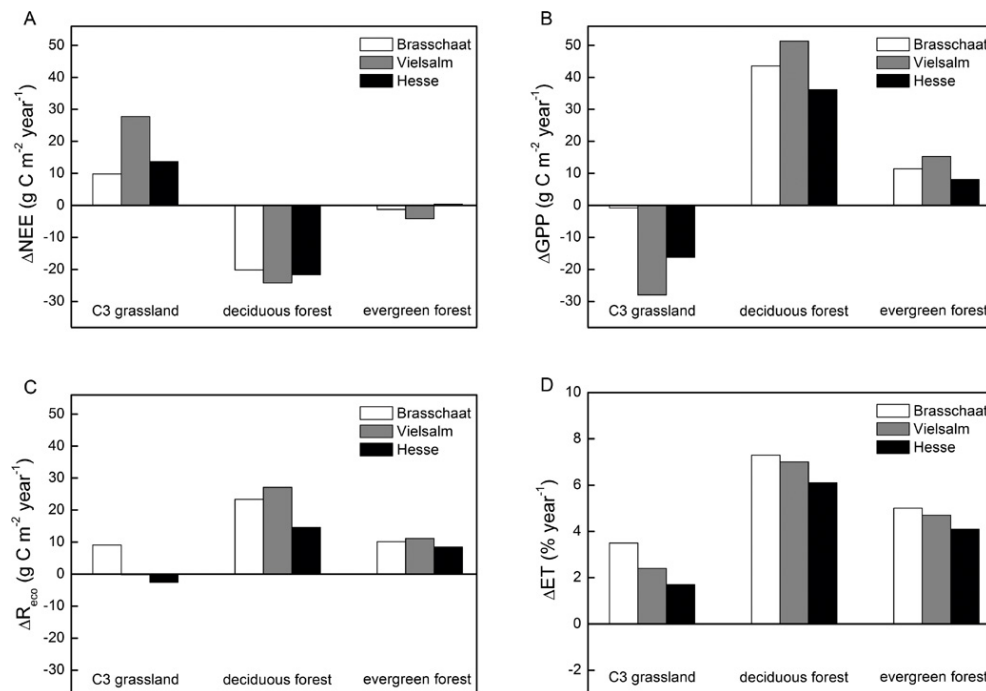 A
Brasschaat
Vielsalm
Hesse
ΔNEE (g C m⁻² year⁻¹)
50
40
30
20
10
0
-10
-20
-30
C3 grassland deciduous forest evergreen forest
B
Brasschaat
Vielsalm
Hesse
ΔGPP (g C m⁻² year⁻¹)
50
40
30
20
10
0
-10
-20
-30
C3 grassland deciduous forest evergreen forest
C
Brasschaat
Vielsalm
Hesse
ΔR_eco (g C m⁻² year⁻¹)
50
40
30
20
10
0
-10
-20
-30
C3 grassland deciduous forest evergreen forest
D
Brasschaat
Vielsalm
Hesse
ΔET (% year⁻¹)
10
8
6
4
2
0
-2
C3 grassland deciduous forest evergreen forest